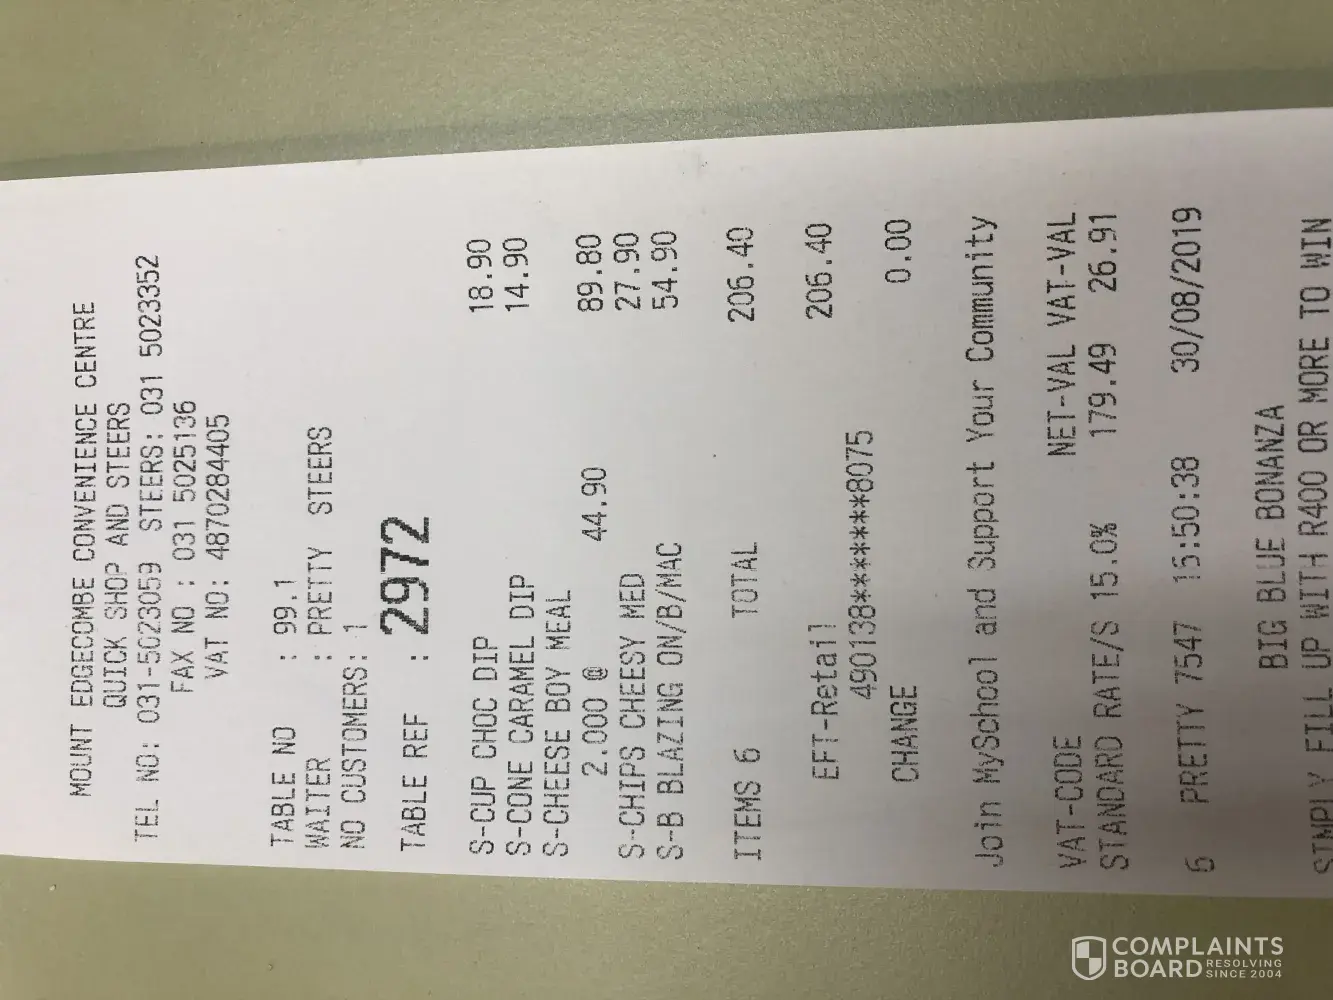 MOUNT EDGECOMBE CONVENIENCE CENTRE
QUICK SHOP AND STEERS
TEL NO: 031-5023059 STEERS: 031 5023352
FAX NO : 031 5025136
VAT NO: 4870284405
TABLE NO : 99.1
WAITER : PRETTY STEERS
NO CUSTOMERS: 1
TABLE REF : 2972
S-CUP CHOC DIP 18.90
S-CONE CARAMEL DIP 14.90
S-CHEESE BOY MEAL
2.000 @ 44.90 89.80
S-CHIPS CHEESY MED 27.90
S-B BLAZING ON/B/MAC 54.90
ITEMS 6 TOTAL 206.40
EFT-Retail 206.40
490138******8075
CHANGE 0.00
Join MySchool and Support Your Community
VAT-CODE NET-VAL VAT-VAL
STANDARD RATE/S 15.0% 179.49 26.91
6 PRETTY 7547 16:50:38 30/08/2019
BIG BLUE BONANZA
SIMPLY FILL UP WITH R400 OR MORE TO WIN
COMPLAINTS
BOARD RESOLVING
SINCE 2004